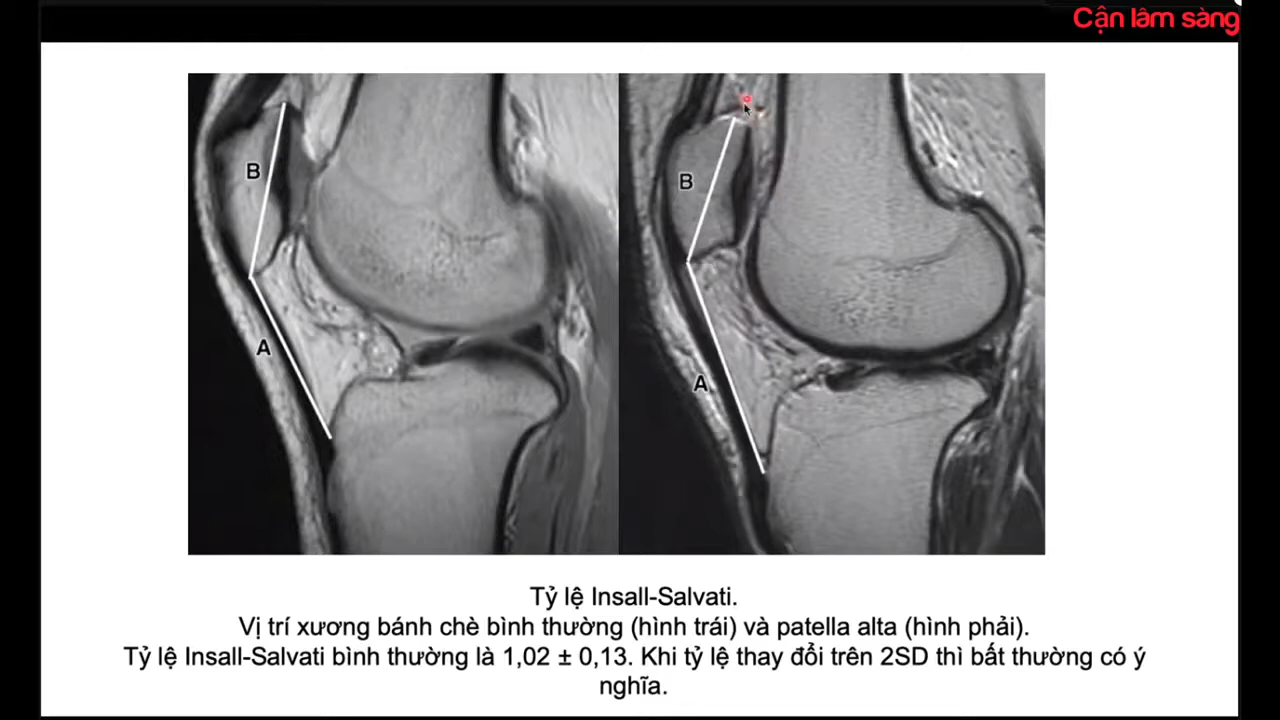 Cận lâm sàng
B
B
A
A
Tỷ lệ Insall-Salvati.
Vị trí xương bánh chè bình thường (hình trái) và patella alta (hình phải).
Tỷ lệ Insall-Salvati bình thường là 1,02 ± 0,13. Khi tỷ lệ thay đổi trên 2SD thì bất thường có ý
nghĩa.